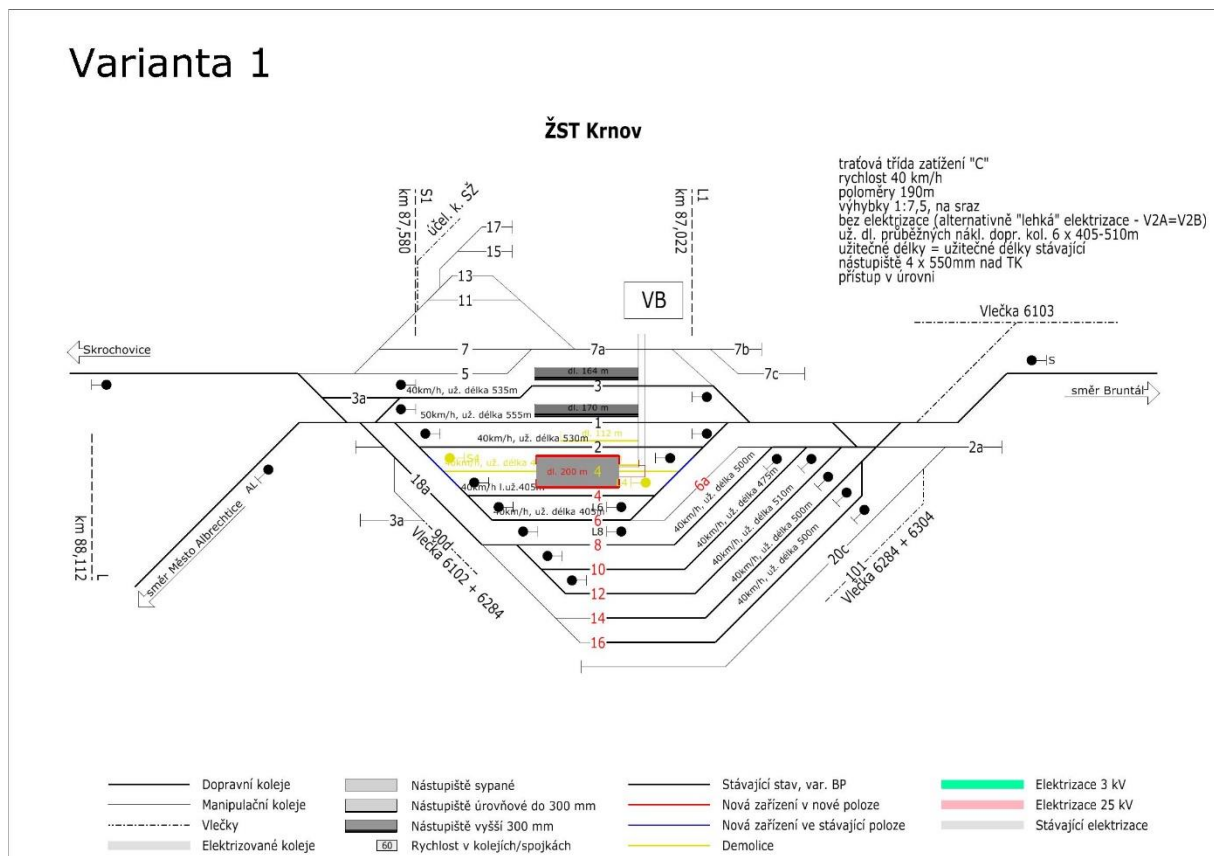 Varianta 1
ŽST Krnov
traťová třída zatížení "C"
rychlost 40 km/h
poloměry 190m
výhybky 1:7,5, na sraz
bez elektrizace (alternativně "lehká" elektrizace - V2A=V2B)
už. dl. průběžných nákl. dopr. kol. 6 x 405-510m
užitečné délky = užitečné délky stávající
nástupiště 4 x 550mm nad TK
přístup v úrovni
S1
km 87,580
účel. k. SŽ
L1
km 87,022
17
15
13
11
VB
Vlečka 6103
Skrochovice
7
7a
7b
5
7c
S
směr Bruntál
dl. 164 m
3
40km/h, už. délka 535m
3a
dl. 170 m
50km/h, už. délka 555m
1
dl. 112 m
40km/h, už. délka 530m
2
2a
S4
dl. 200 m
4
4
L6
40km/h, už. délka 405m
6
6a
18a
AL
směr Město Albrechtice
km 88,112
L
3a
90d
Vlečka 6102 + 6284
L8
8
10
12
14
16
40km/h, už. délka 500m
40km/h, už. délka 475m
40km/h, už. délka 510m
40km/h, už. délka 500m
40km/h, už. délka 500m
20c
101
Vlečka 6284 + 6304
Dopravní koleje
Manipulační koleje
Vlečky
Elektrizované koleje
Nástupiště sypané
Nástupiště úrovňové do 300 mm
Nástupiště vyšší 300 mm
60 Rychlost v kolejích/spojkách
Stávající stav, var. BP
Nová zařízení v nové poloze
Nová zařízení ve stávající poloze
Demolice
Elektrizace 3 kV
Elektrizace 25 kV
Stávající elektrizace